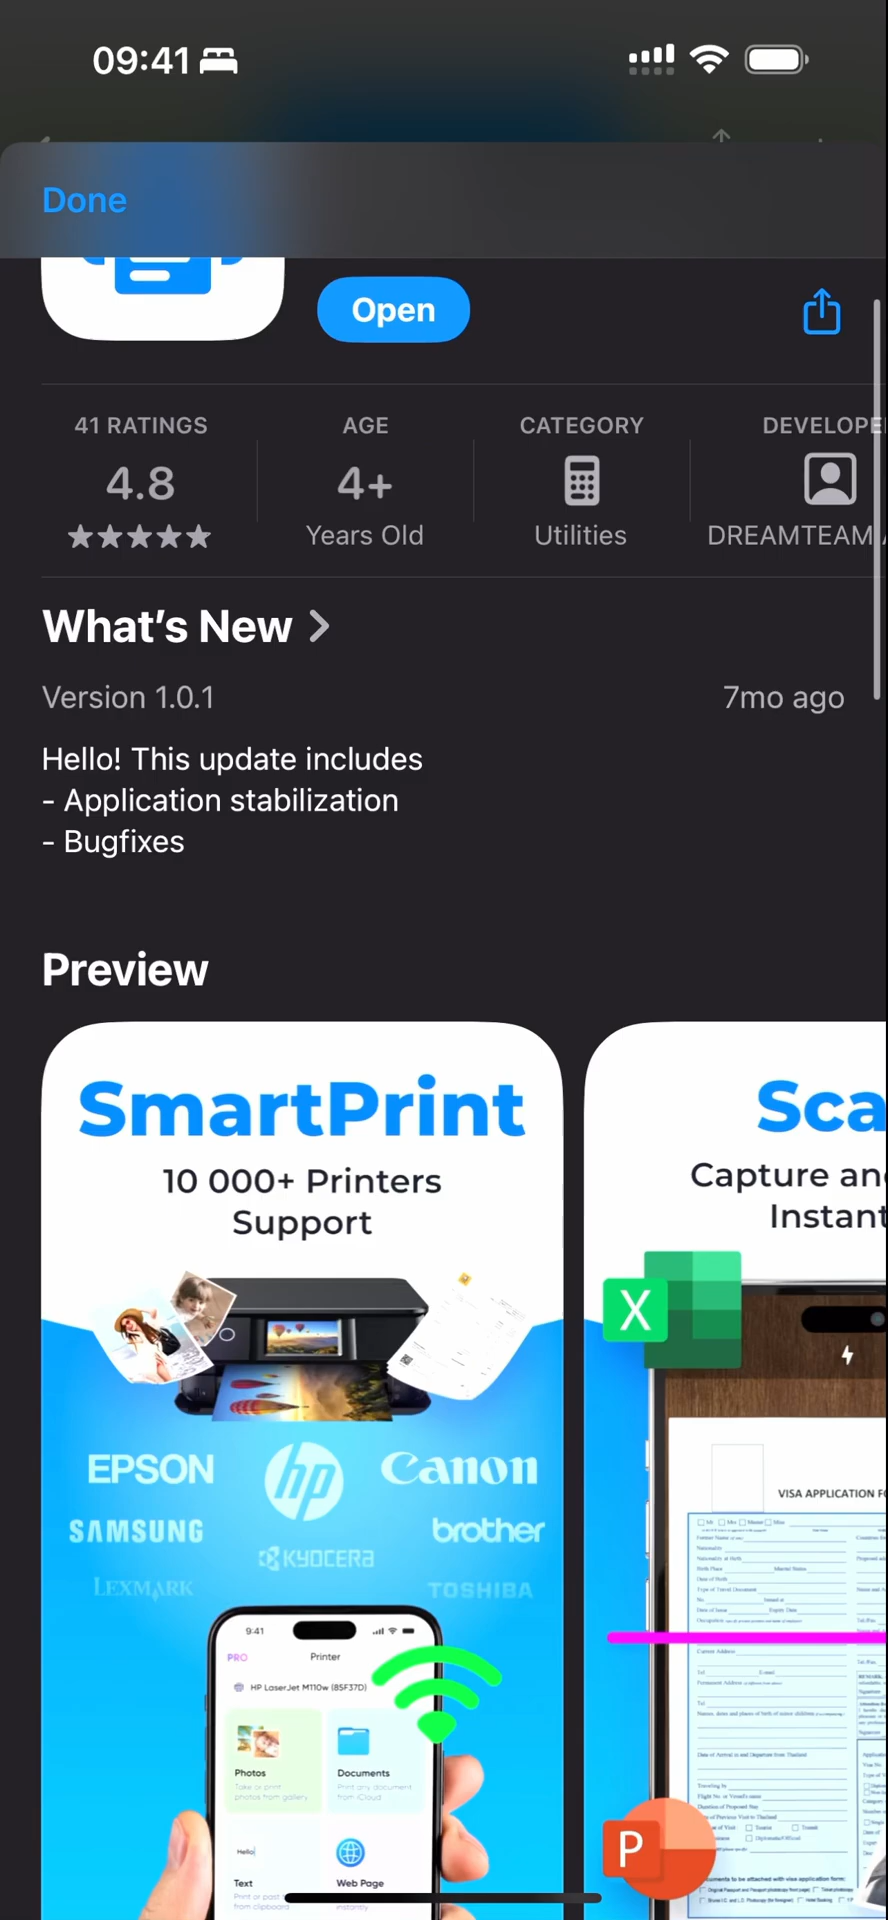 09:41
Done
Open
41 RATINGS
4.8
AGE
4+
Years Old
CATEGORY
Utilities
DEVELOPE
DREAMTEAM
What's New
Version 1.0.1
7mo ago
Hello! This update includes
- Application stabilization
- Bugfixes
Preview
SmartPrint
10 000+ Printers
Support
EPSON
hp
Canon
SAMSUNG
brother
KYOCERA
LEXMARK
TOSHIBA
9:41
PRO
Printer
HP LaserJet M110w (85F37D)
Photos
Take or print
photos from gallery
Documents
Print any document
from iCloud
Hello
Text
Print or past
from clipboard
Web Page
instantly
Sca
Capture an
Instant
X
VISA APPLICATION F
P